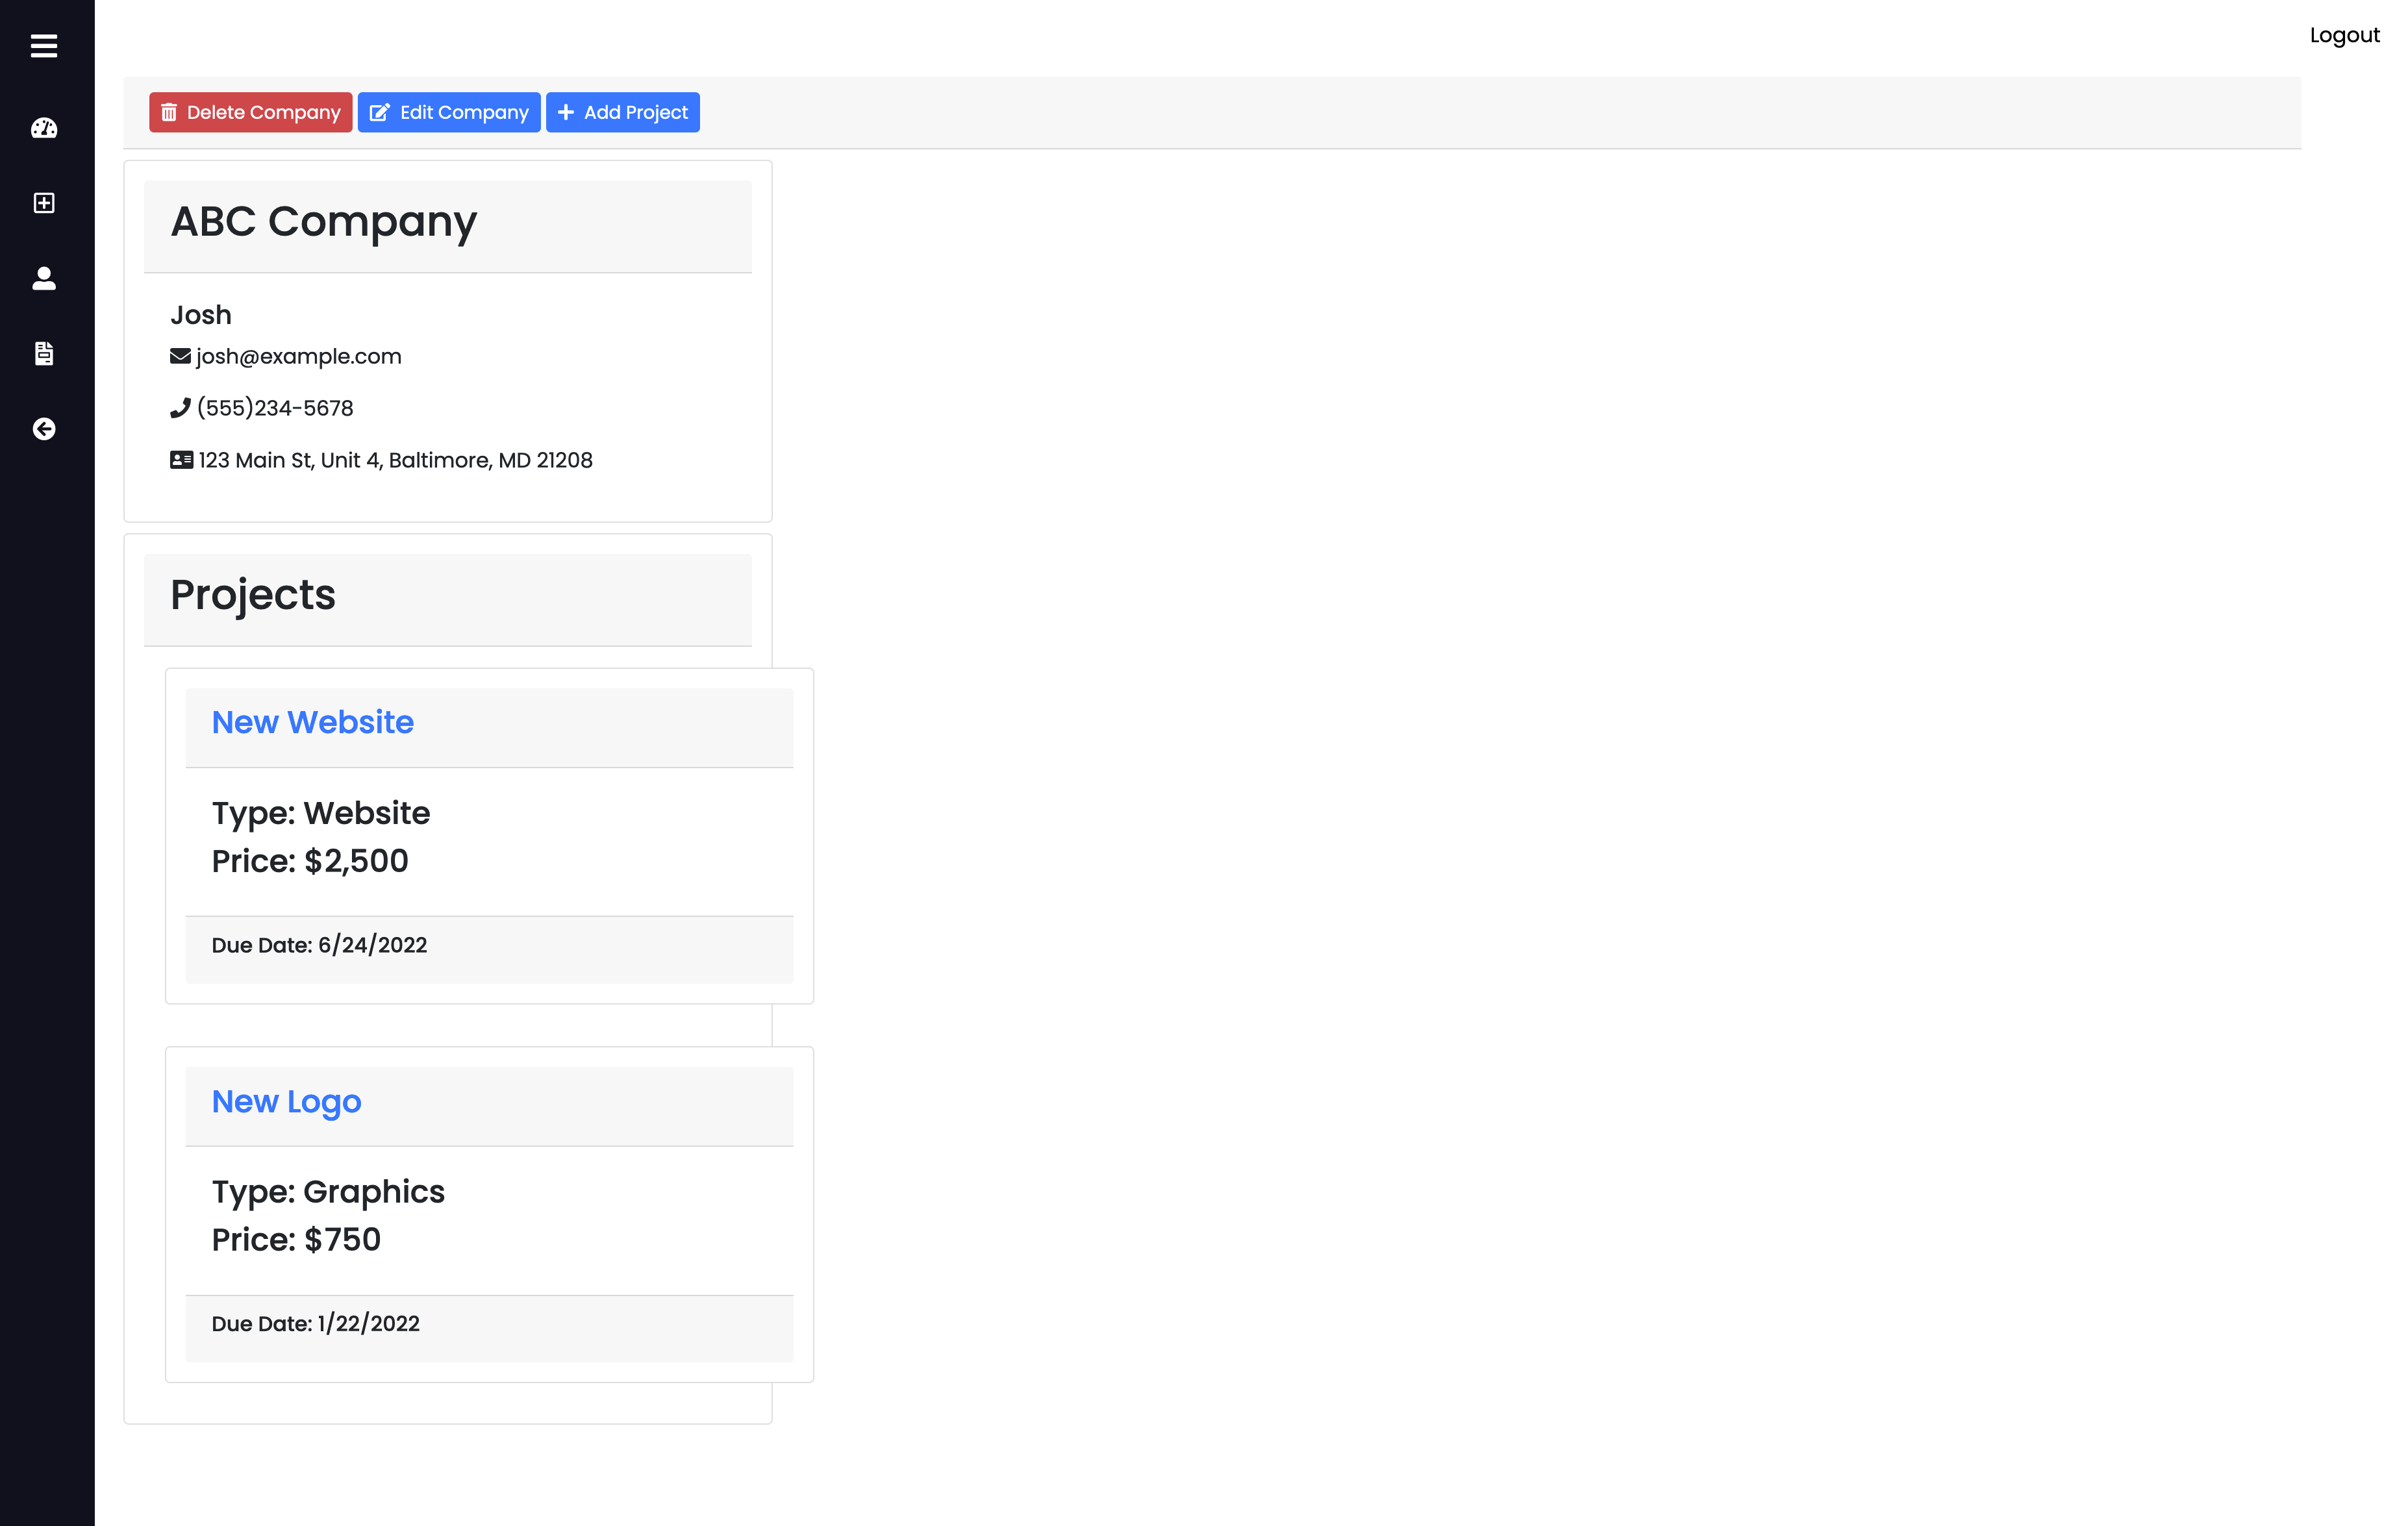 Logout
Delete Company Edit Company Add Project
ABC Company
Josh
josh@example.com
(555)234-5678
123 Main St, Unit 4, Baltimore, MD 21208
Projects
New Website
Type: Website
Price: $2,500
Due Date: 6/24/2022
New Logo
Type: Graphics
Price: $750
Due Date: 1/22/2022